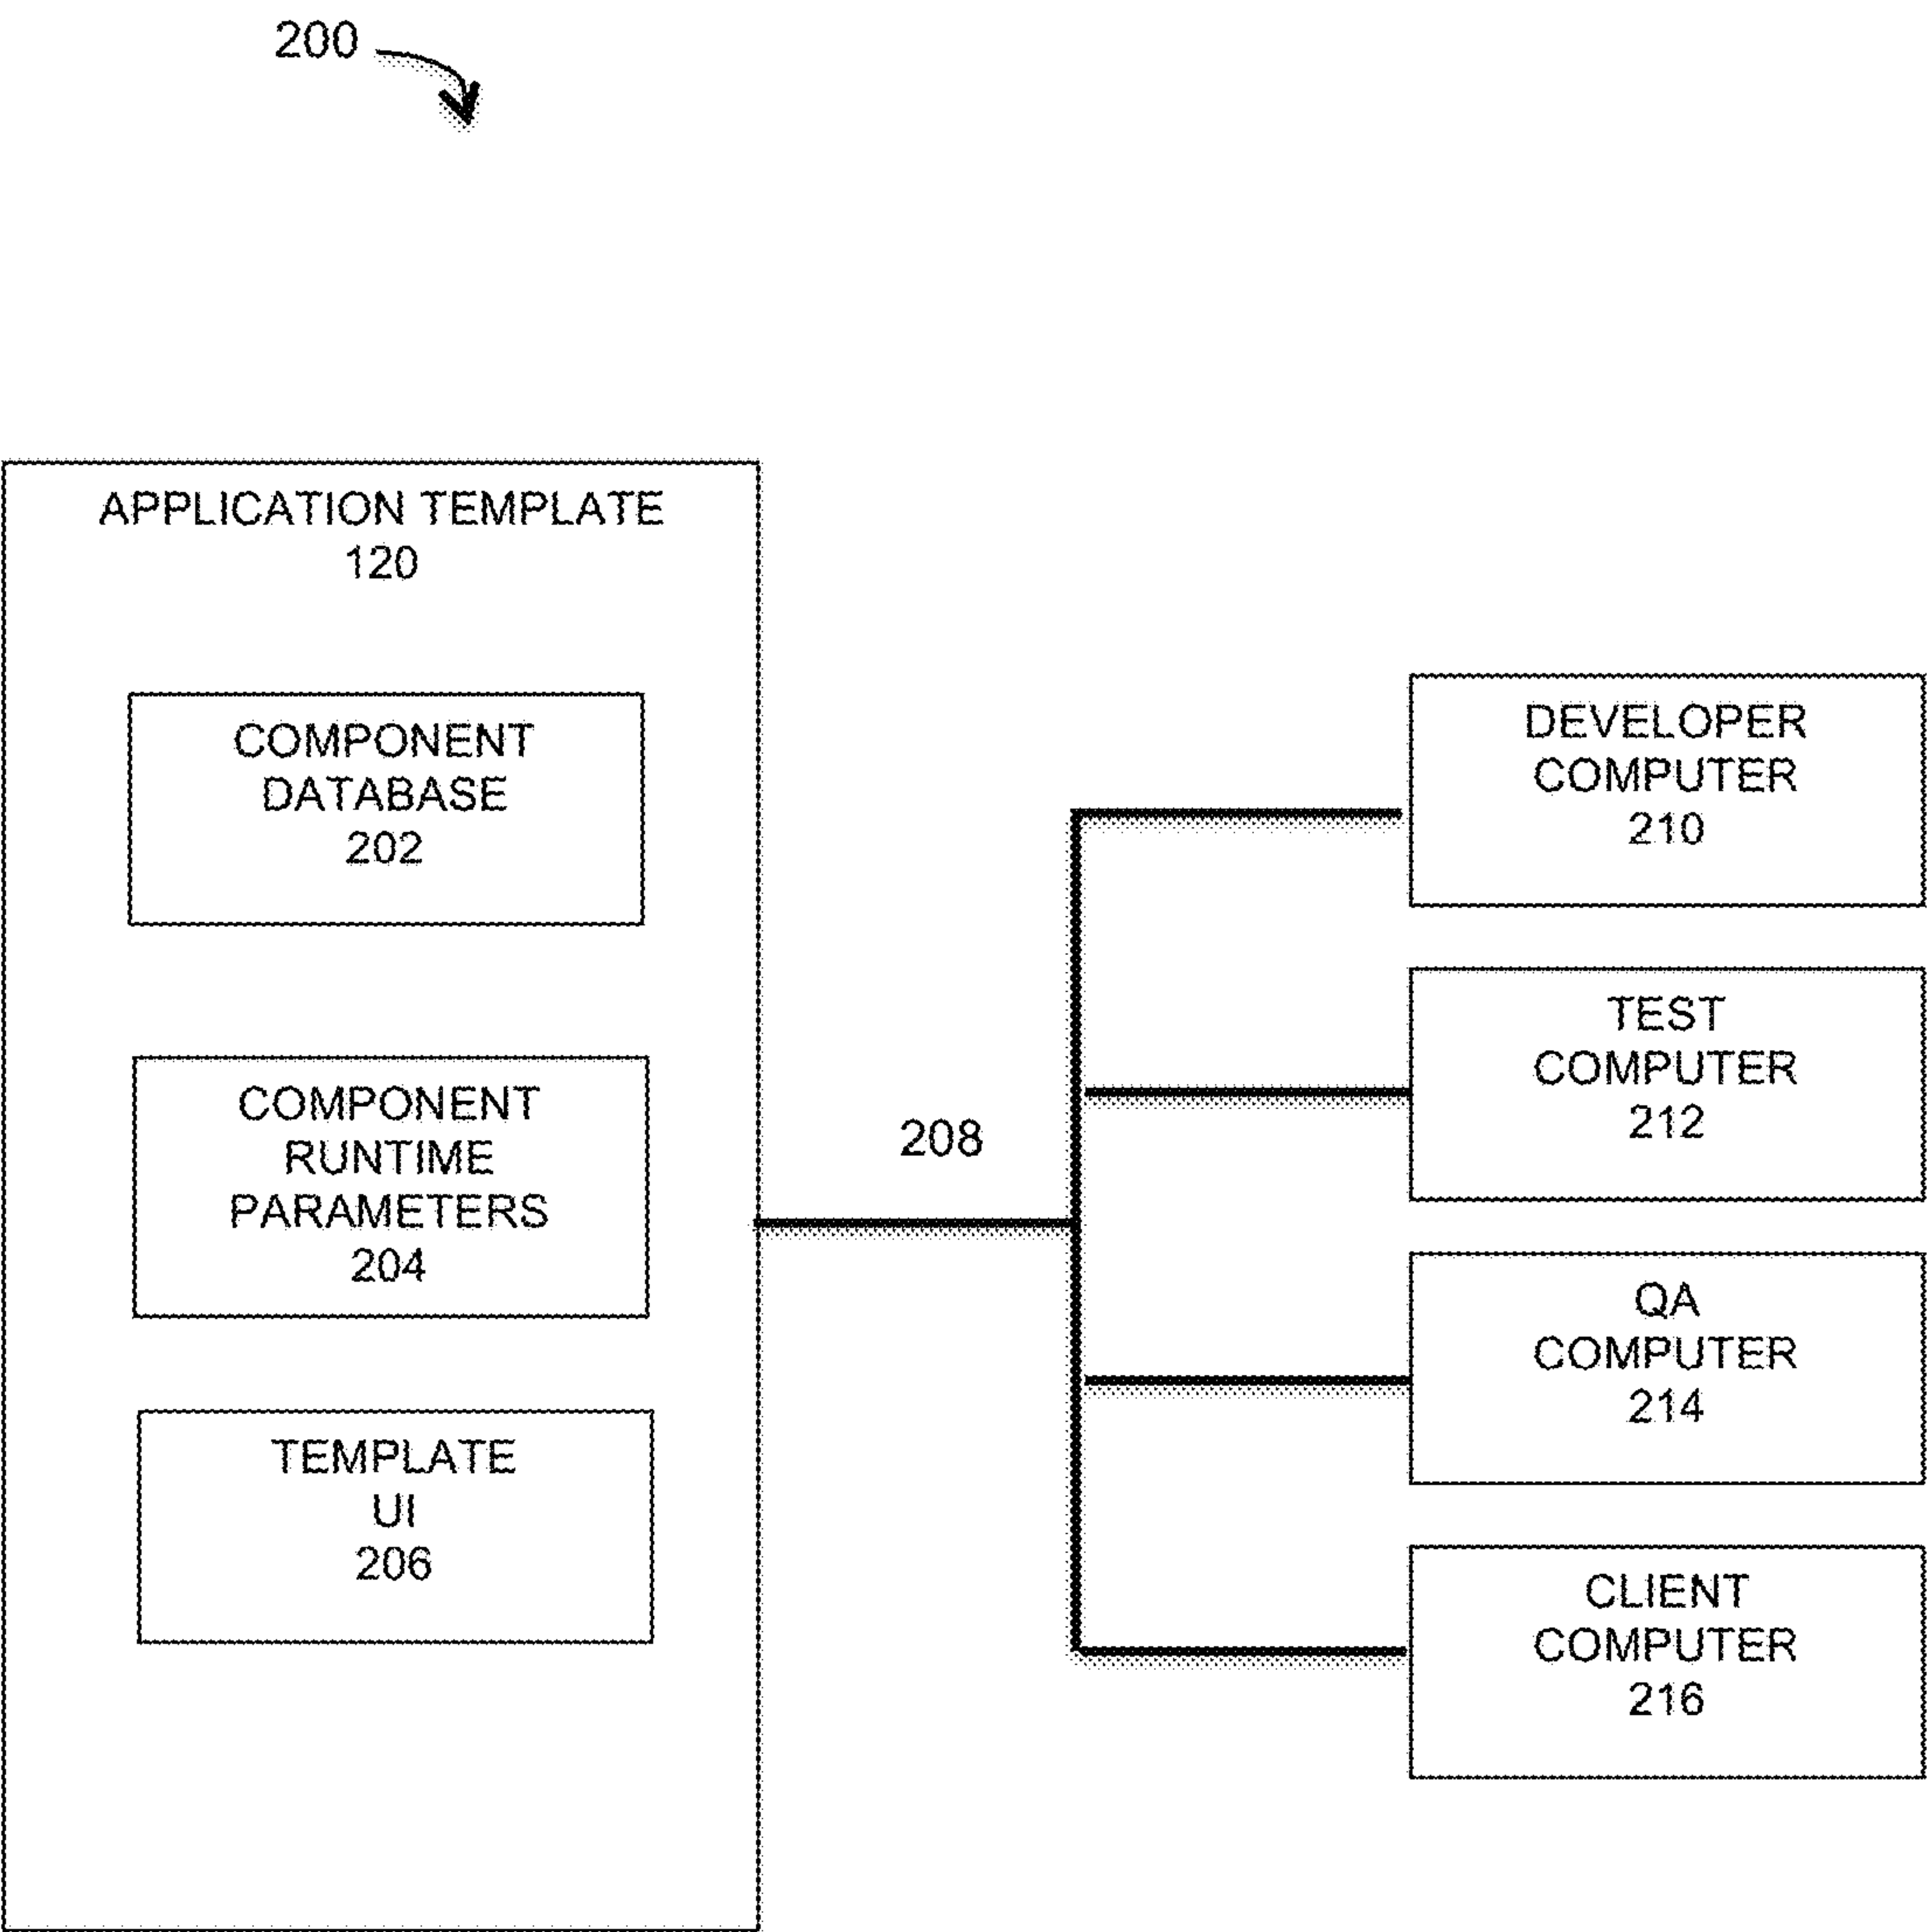 200
APPLICATION TEMPLATE
120
COMPONENT
DATABASE
202
COMPONENT
RUNTIME
PARAMETERS
204
TEMPLATE
UI
206
208
DEVELOPER
COMPUTER
210
TEST
COMPUTER
212
QA
COMPUTER
214
CLIENT
COMPUTER
216